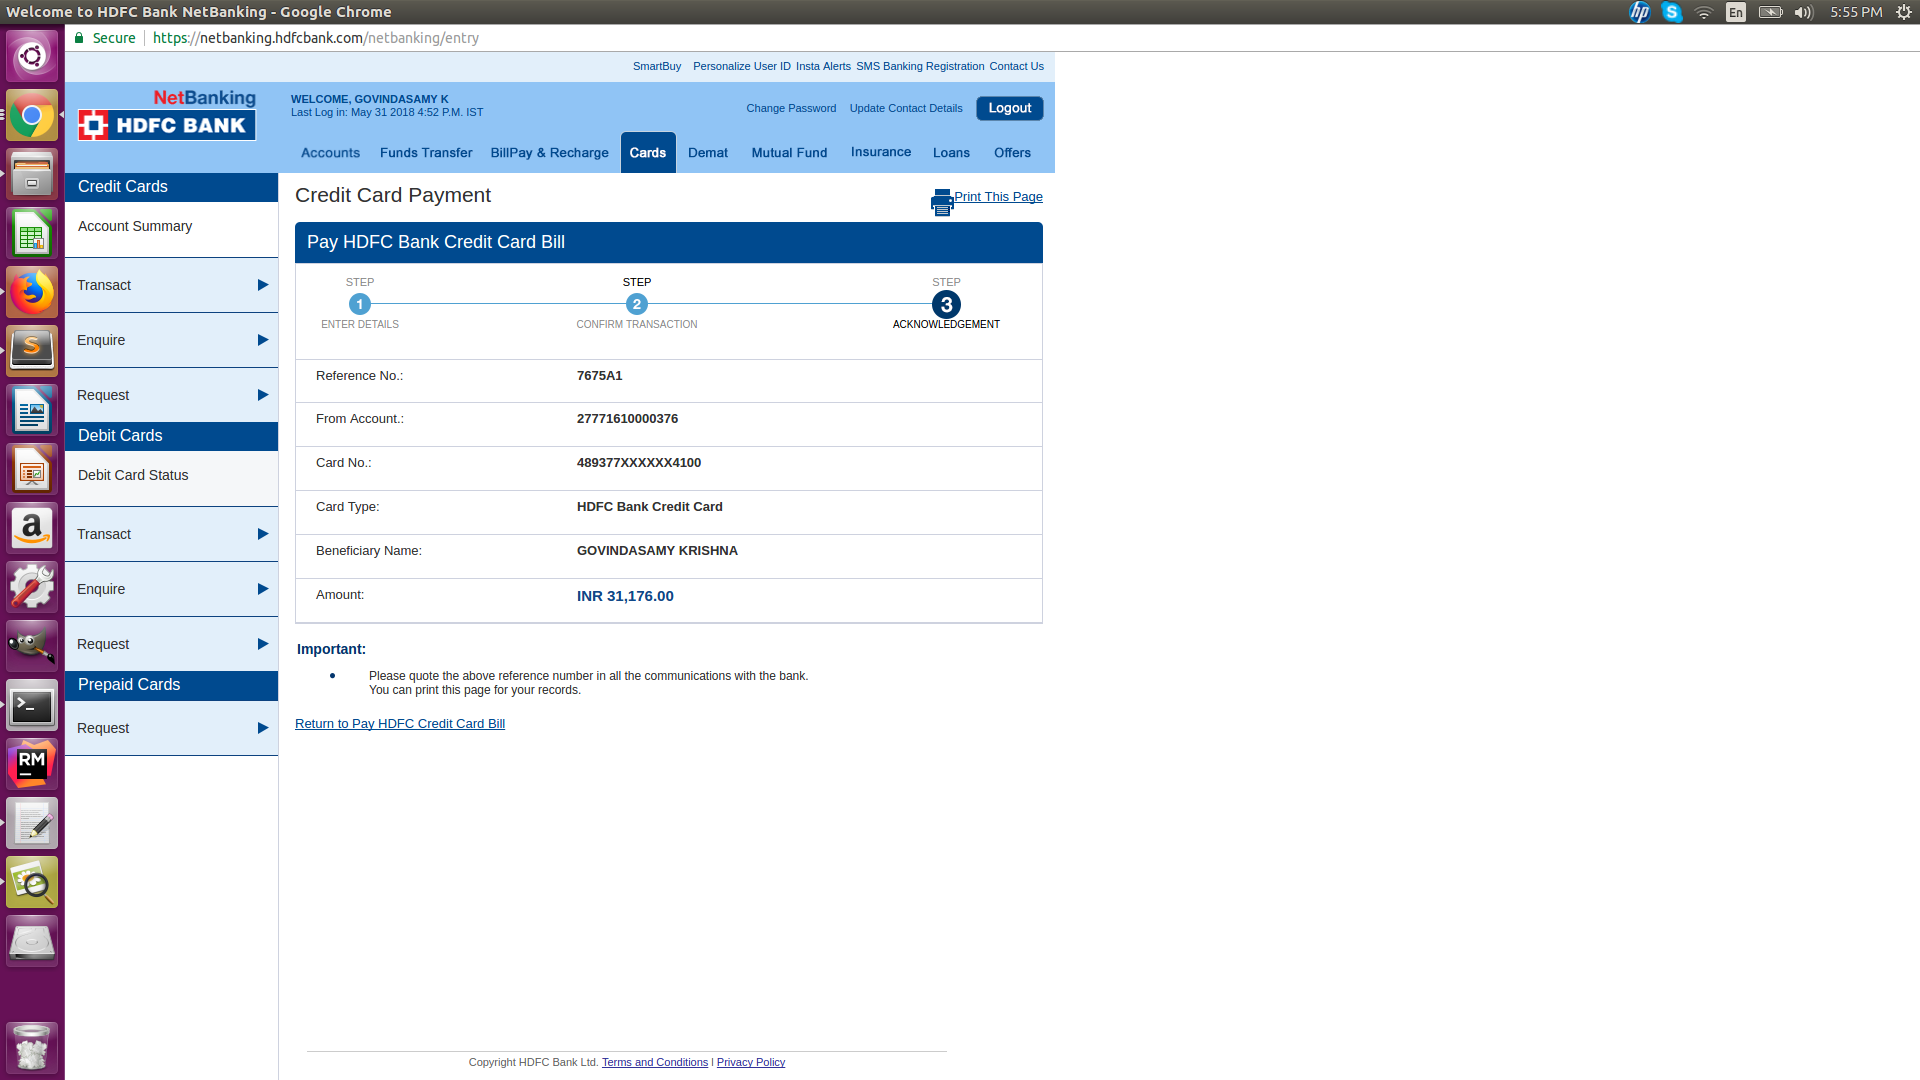 Welcome to HDFC Bank NetBanking - Google Chrome
En
5:55 PM
Secure
https://netbanking.hdfcbank.com/netbanking/entry
SmartBuy Personalize User ID Insta Alerts SMS Banking Registration Contact Us
NetBanking
HDFC BANK
WELCOME, GOVINDASAMY K
Last Log in: May 31 2018 4:52 P.M. IST
Change Password Update Contact Details Logout
Accounts Funds Transfer BillPay & Recharge Cards Demat Mutual Fund Insurance Loans Offers
Credit Cards
Account Summary
Transact
Enquire
Request
Debit Cards
Debit Card Status
Transact
Enquire
Request
Prepaid Cards
Request
Credit Card Payment
Print This Page
Pay HDFC Bank Credit Card Bill
STEP STEP STEP
1 2 3
ENTER DETAILS CONFIRM TRANSACTION ACKNOWLEDGEMENT
Reference No.: 7675A1
From Account.: 27771610000376
Card No.: 489377XXXXXX4100
Card Type: HDFC Bank Credit Card
Beneficiary Name: GOVINDASAMY KRISHNA
Amount: INR 31,176.00
Important:
Please quote the above reference number in all the communications with the bank.
You can print this page for your records.
Return to Pay HDFC Credit Card Bill
Copyright HDFC Bank Ltd. Terms and Conditions | Privacy Policy
hp
S
S
a
RM